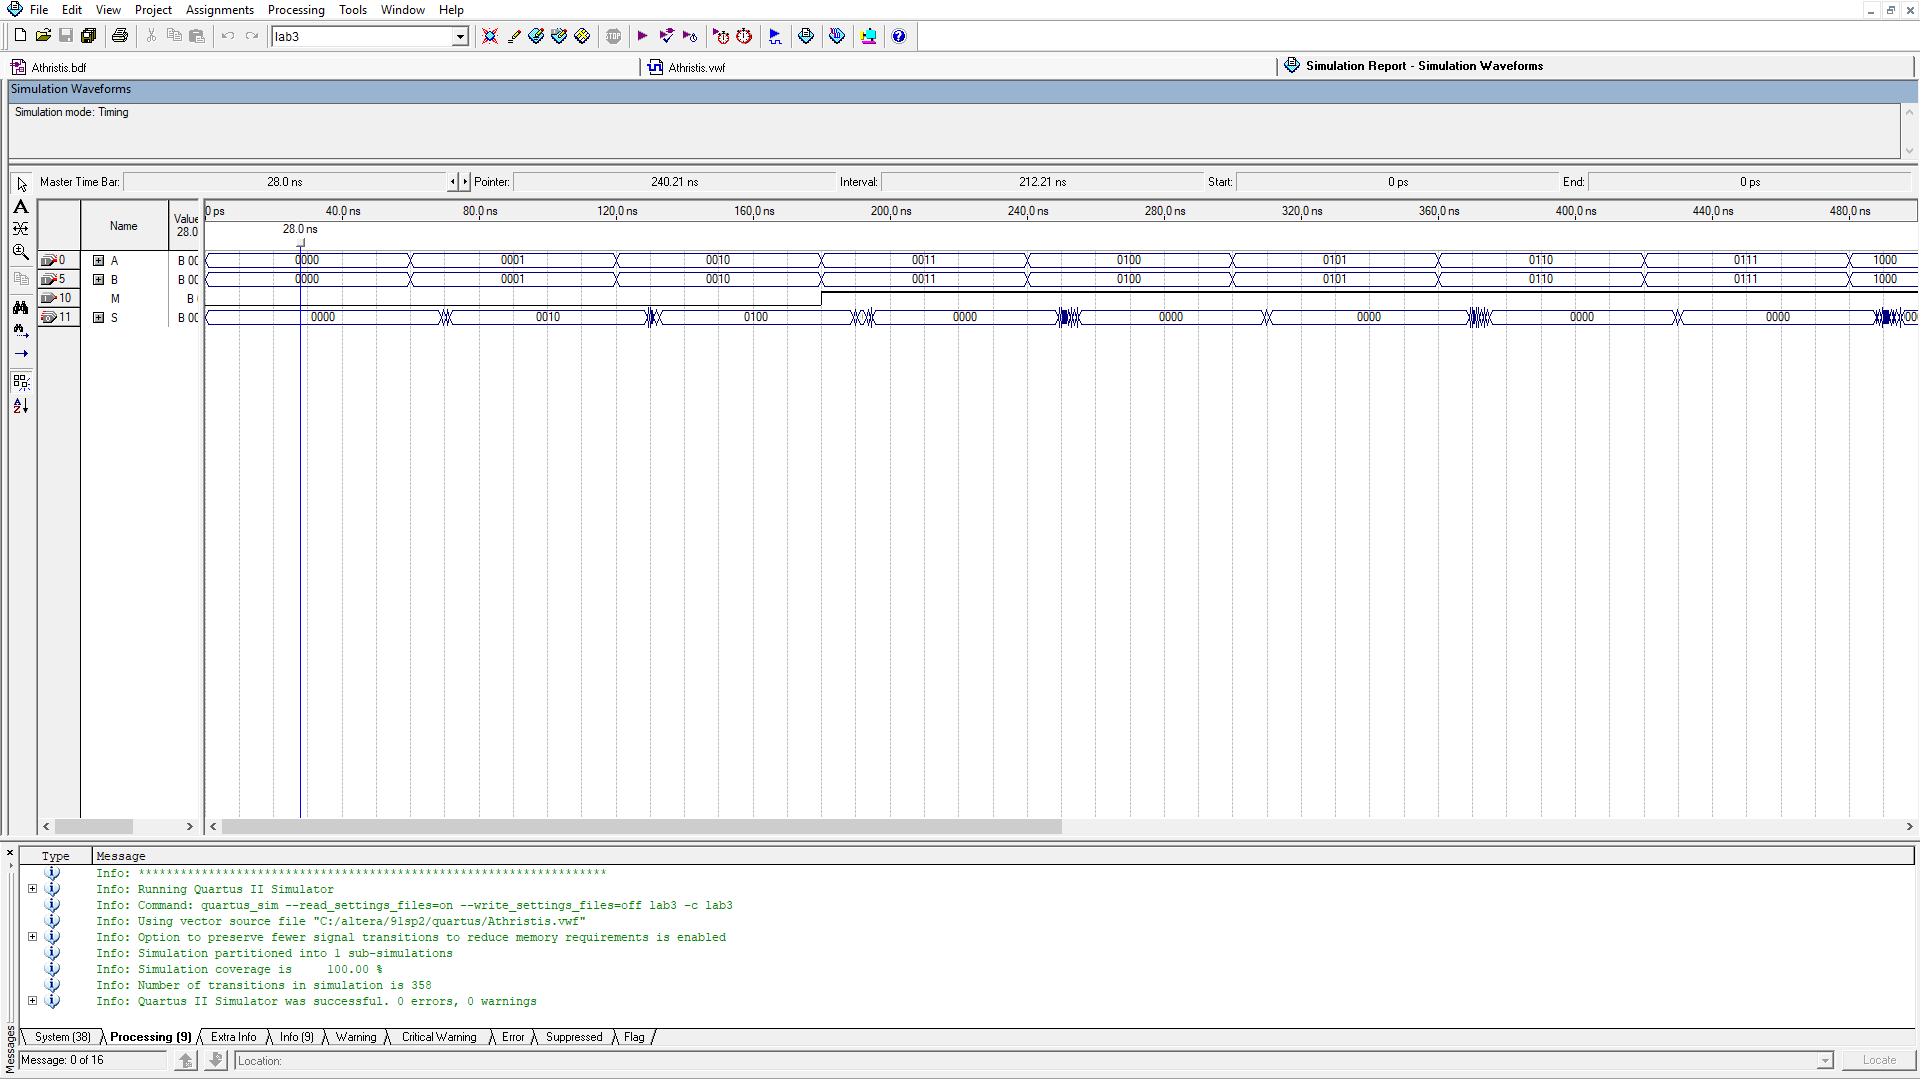 File Edit View Project Assignments Processing Tools Window Help
lab3
Athristis.bdf Athristis.vwf Simulation Report - Simulation Waveforms
Simulation Waveforms
Simulation mode: Timing
Master Time Bar: 28.0 ns Pointer: 240.21 ns Interval: 212.21 ns Start: 0 ps End: 0 ps
Name Value 28.0
0 ps 40.0 ns 80.0 ns 120.0 ns 160.0 ns 200.0 ns 240.0 ns 280.0 ns 320.0 ns 360.0 ns 400.0 ns 440.0 ns 480.0 ns
28.0 ns
0 A B 00 0000 0001 0010 0011 0100 0101 0110 0111 1000
5 B B 00 0000 0001 0010 0011 0100 0101 0110 0111 1000
10 M B
11 S B 00 0000 0010 0100 0000 0000 0000 0000 0000 00
Type Message
Info: *******************************************************************
Info: Running Quartus II Simulator
Info: Command: quartus_sim --read_settings_files=on --write_settings_files=off lab3 -c lab3
Info: Using vector source file "C:/altera/91sp2/quartus/Athristis.vwf"
Info: Option to preserve fewer signal transitions to reduce memory requirements is enabled
Info: Simulation partitioned into 1 sub-simulations
Info: Simulation coverage is 100.00 %
Info: Number of transitions in simulation is 358
Info: Quartus II Simulator was successful. 0 errors, 0 warnings
System (38) Processing (9) Extra Info Info (9) Warning Critical Warning Error Suppressed Flag
Messages
Message: 0 of 16 Location: Locate